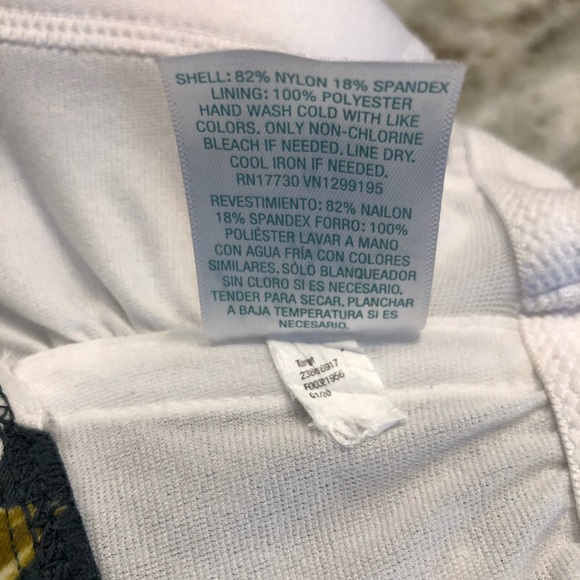 SHELL: 82% NYLON 18% SPANDEX
LINING: 100% POLYESTER
HAND WASH COLD WITH LIKE
COLORS. ONLY NON-CHLORINE
BLEACH IF NEEDED. LINE DRY.
COOL IRON IF NEEDED.
RN17730 VN1299195
REVESTIMIENTO: 82% NAILON
18% SPANDEX FORRO: 100%
POLIÉSTER LAVAR A MANO
CON AGUA FRÍA CON COLORES
SIMILARES. SÓLO BLANQUEADOR
SIN CLORO SI ES NECESARIO.
TENDER PARA SECAR. PLANCHAR
A BAJA TEMPERATURA SI ES
NECESARIO.
Target
01/20